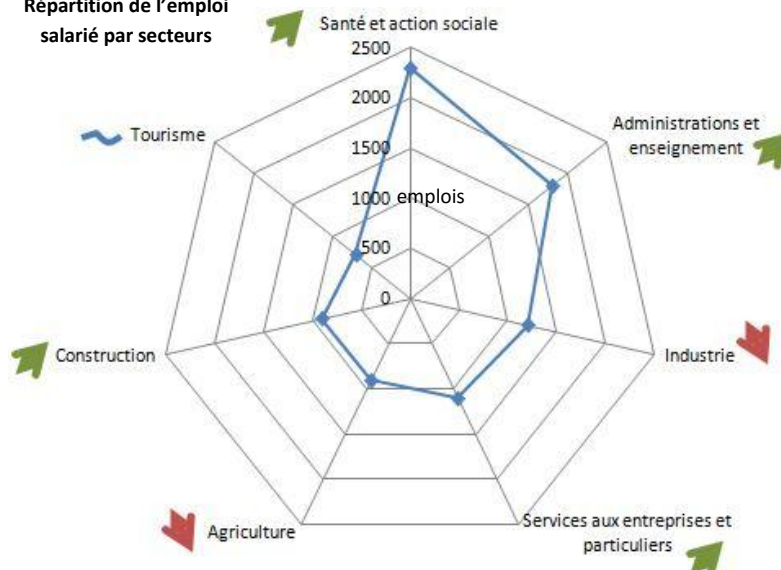 Répartition de l’emploi
salarié par secteurs
Santé et action sociale
2500
2000
1500
1000
emplois
500
0
Administrations et
enseignement
Industrie
Services aux entreprises et
particuliers
Agriculture
Construction
Tourisme